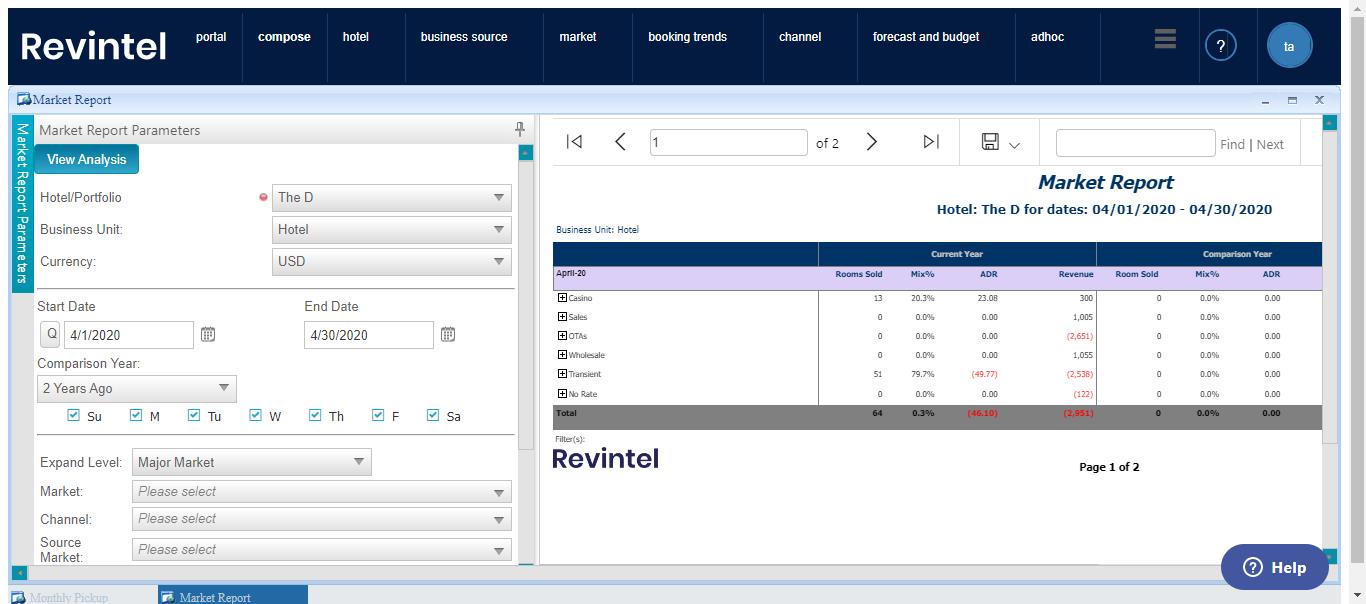 Revintel portal compose hotel business source market booking trends channel forecast and budget adhoc ? ta
Market Report
Market Report Parameters
Market Report Parameters
View Analysis
Hotel/Portfolio The D
Business Unit: Hotel
Currency: USD
Start Date End Date
Q 4/1/2020 4/30/2020
Comparison Year:
2 Years Ago
Su M Tu W Th F Sa
Expand Level: Major Market
Market: Please select
Channel: Please select
Source
Market: Please select
1 of 2 Find | Next
Market Report
Hotel: The D for dates: 04/01/2020 - 04/30/2020
Business Unit: Hotel
Current Year Comparison Year
April-20 Rooms Sold Mix% ADR Revenue Room Sold Mix% ADR
Casino 13 20.3% 23.08 300 0 0.0% 0.00
Sales 0 0.0% 0.00 1,005 0 0.0% 0.00
OTAs 0 0.0% 0.00 (2,651) 0 0.0% 0.00
Wholesale 0 0.0% 0.00 1,055 0 0.0% 0.00
Transient 51 79.7% (49.77) (2,538) 0 0.0% 0.00
No Rate 0 0.0% 0.00 (122) 0 0.0% 0.00
Total 64 0.3% (46.10) (2,951) 0 0.0% 0.00
Filter(s):
Revintel
Page 1 of 2
? Help
Monthly Pickup Market Report